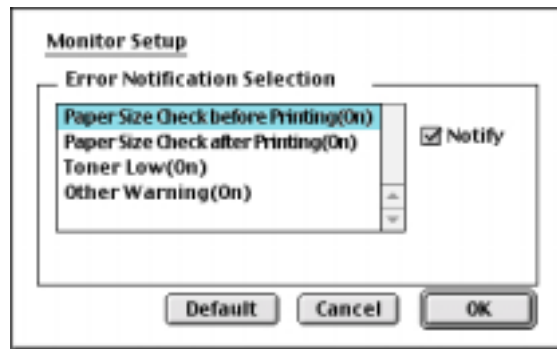 Monitor Setup
Error Notification Selection
Paper Size Check before Printing(On)
Paper Size Check after Printing(On)
Toner Low(On)
Other Warning(On)
Notify
Default
Cancel
OK